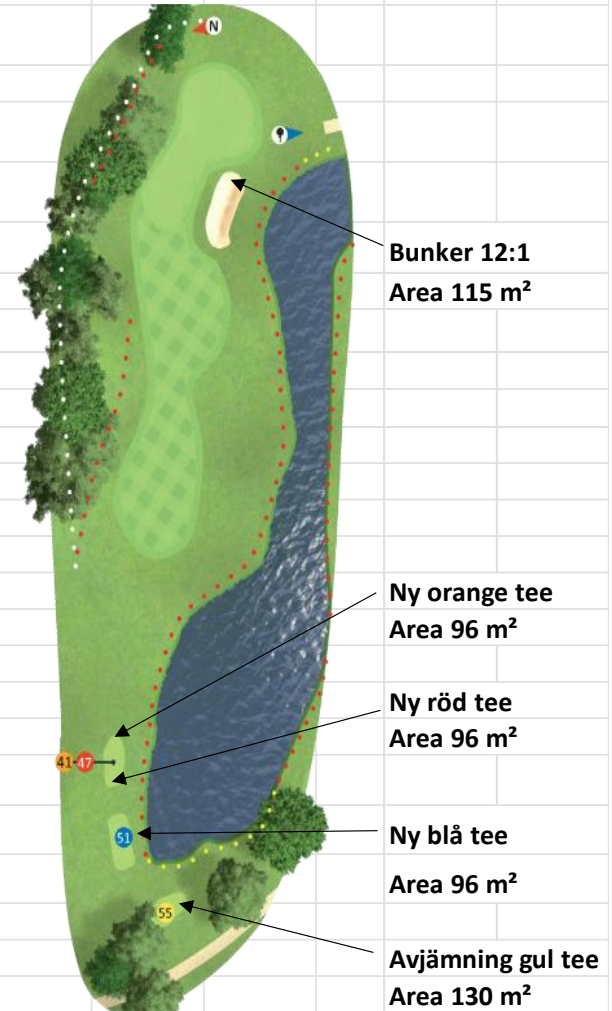 N
Bunker 12:1
Area 115 m²
Ny orange tee
Area 96 m²
Ny röd tee
Area 96 m²
41 47
51
Ny blå tee
Area 96 m²
55
Avjämning gul tee
Area 130 m²